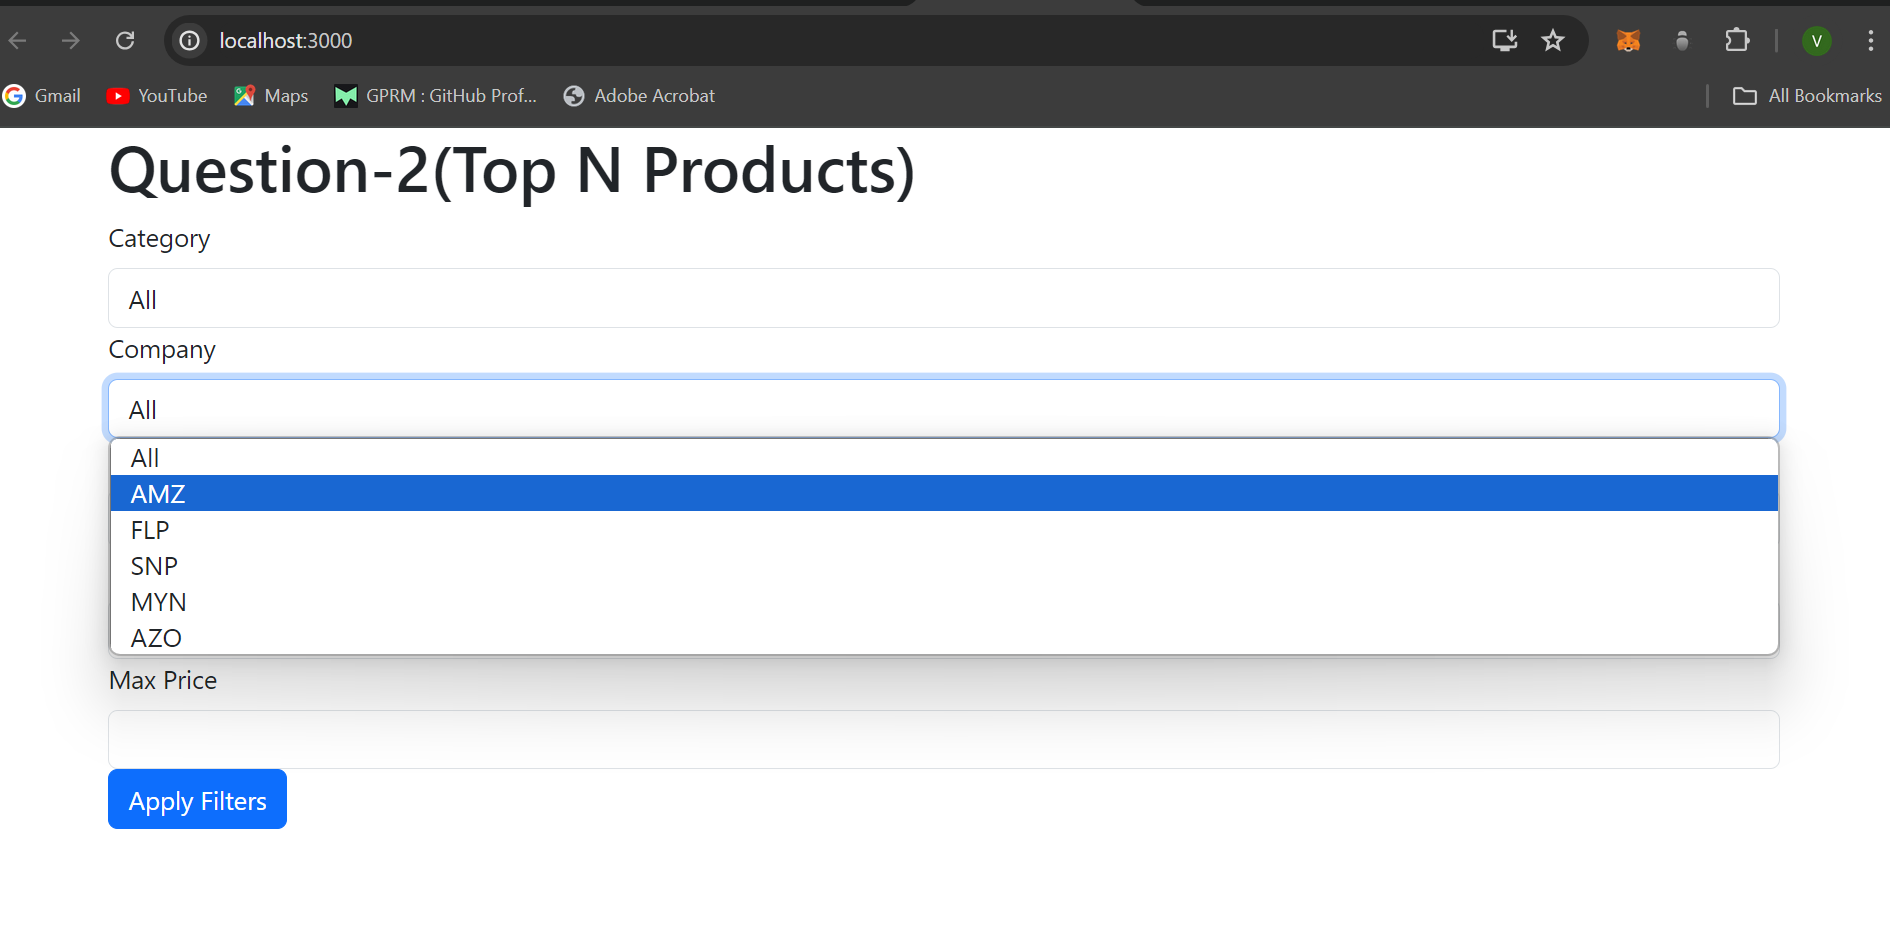 localhost:3000
V
Gmail YouTube Maps GPRM : GitHub Prof... Adobe Acrobat All Bookmarks
Question-2(Top N Products)
Category
All
Company
All
All
AMZ
FLP
SNP
MYN
AZO
Max Price
Apply Filters